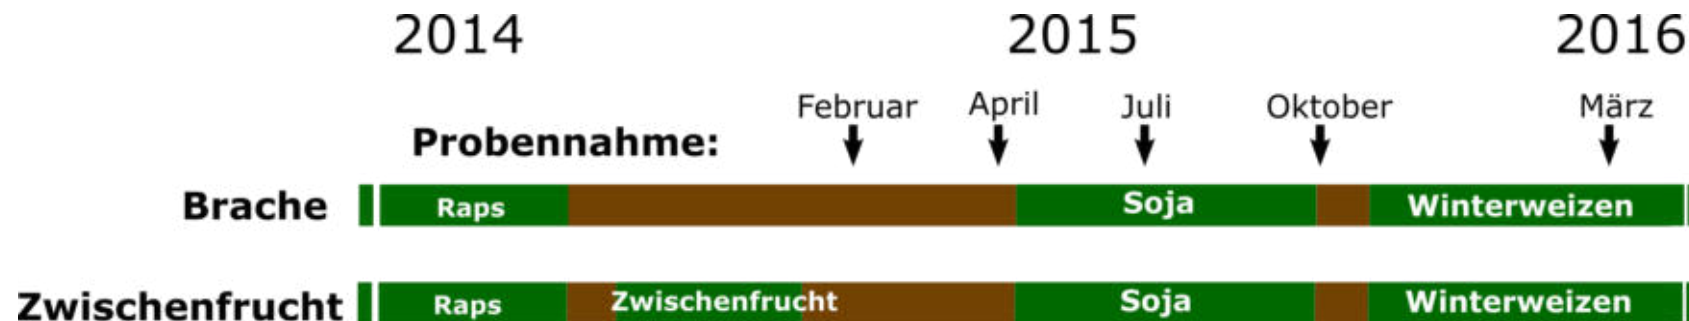 2014 2015 2016
Februar April Juli Oktober März
Probennahme:
Brache Raps Soja Winterweizen
Zwischenfrucht Raps Zwischenfrucht Soja Winterweizen